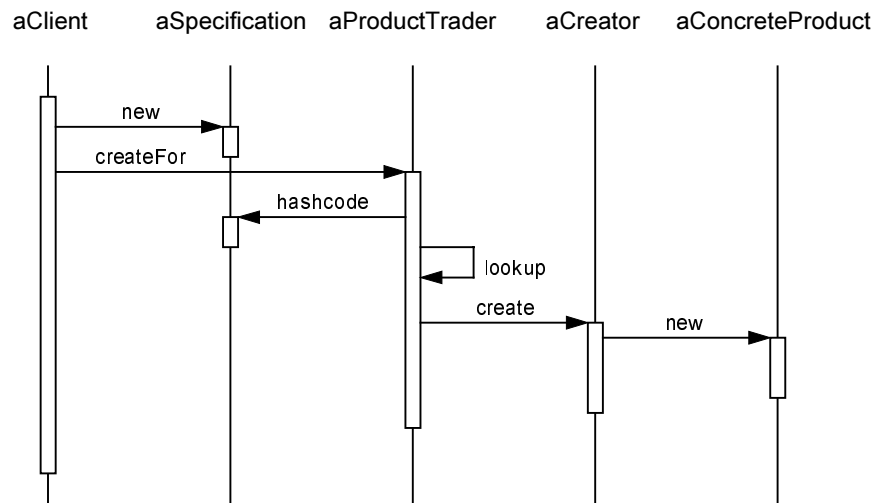 aClient aSpecification aProductTrader aCreator aConcreteProduct
new
createFor
hashcode
lookup
create
new